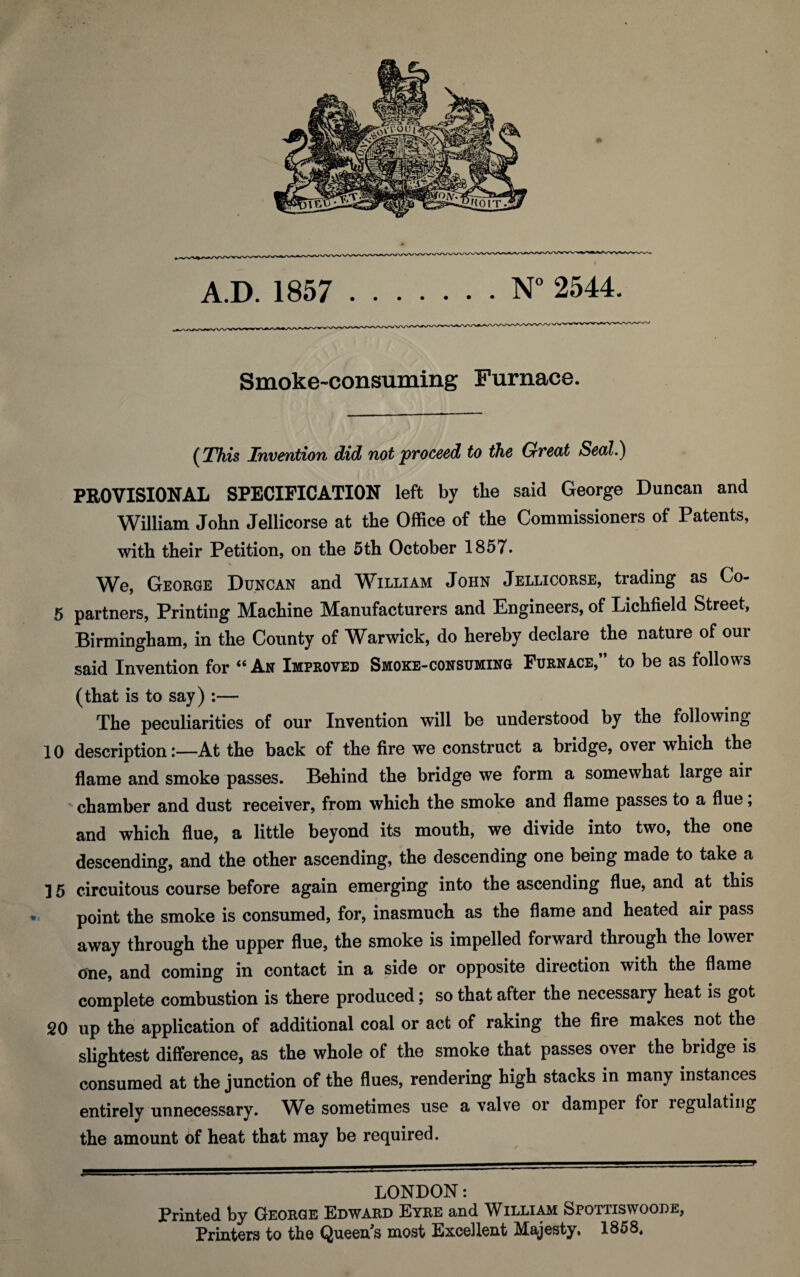 DIEU · ET · MON · DROIT
A.D. 1857 . . . . . . . . N° 2544.
Smoke-consuming Furnace.
(This Invention did not proceed to the Great Seal.)
PROVISIONAL SPECIFICATION left by the said George Duncan and
William John Jellicorse at the Office of the Commissioners of Patents,
with their Petition, on the 5th October 1857.
We, George Duncan and William John Jellicorse, trading as Co-
5 partners, Printing Machine Manufacturers and Engineers, of Lichfield Street,
Birmingham, in the County of Warwick, do hereby declare the nature of our
said Invention for “An Improved Smoke-consuming Furnace,” to be as follows
(that is to say) :—
The peculiarities of our Invention will be understood by the following
10 description:—At the back of the fire we construct a bridge, over which the
flame and smoke passes. Behind the bridge we form a somewhat large air
chamber and dust receiver, from which the smoke and flame passes to a flue;
and which flue, a little beyond its mouth, we divide into two, the one
descending, and the other ascending, the descending one being made to take a
15 circuitous course before again emerging into the ascending flue, and at this
point the smoke is consumed, for, inasmuch as the flame and heated air pass
away through the upper flue, the smoke is impelled forward through the lower
one, and coming in contact in a side or opposite direction with the flame
complete combustion is there produced; so that after the necessary heat is got
20 up the application of additional coal or act of raking the fire makes not the
slightest difference, as the whole of the smoke that passes over the bridge is
consumed at the junction of the flues, rendering high stacks in many instances
entirely unnecessary. We sometimes use a valve or damper for regulating
the amount of heat that may be required.
LONDON:
Printed by George Edward Eyre and William Spottiswoode,
Printers to the Queen's most Excellent Majesty. 1858.